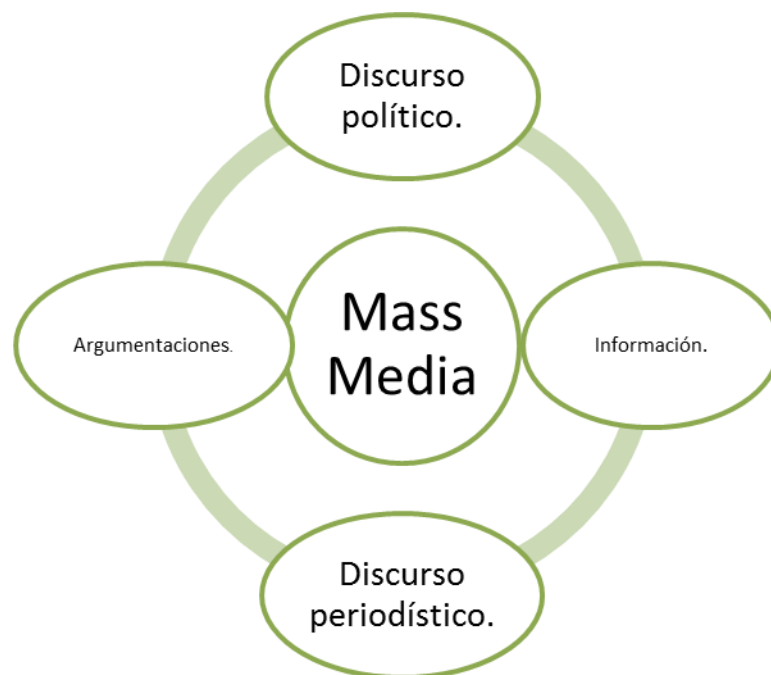 Discurso
político.
Argumentaciones.
Mass
Media
Información.
Discurso
periodístico.